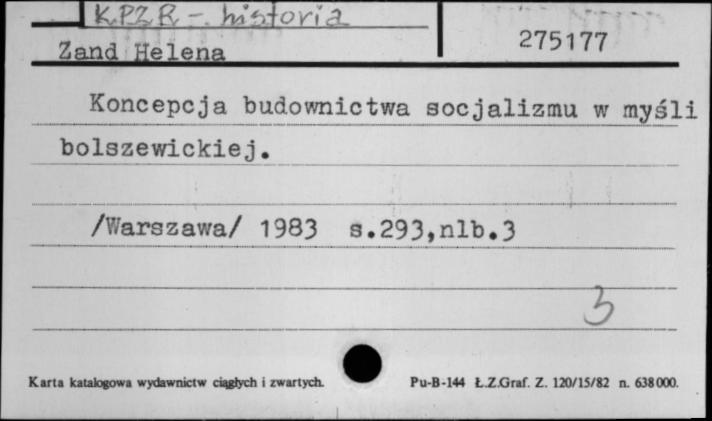 KPZR - historia
Zand Helena
275177
Koncepcja budownictwa socjalizmu w myśli
bolszewickiej.
/Warszawa/ 1983 s.293,nlb.3
3
Karta katalogowa wydawnictw ciągłych i zwartych.
Pu-B-144 Ł.Z.Graf. Z. 120/15/82 n. 638000.